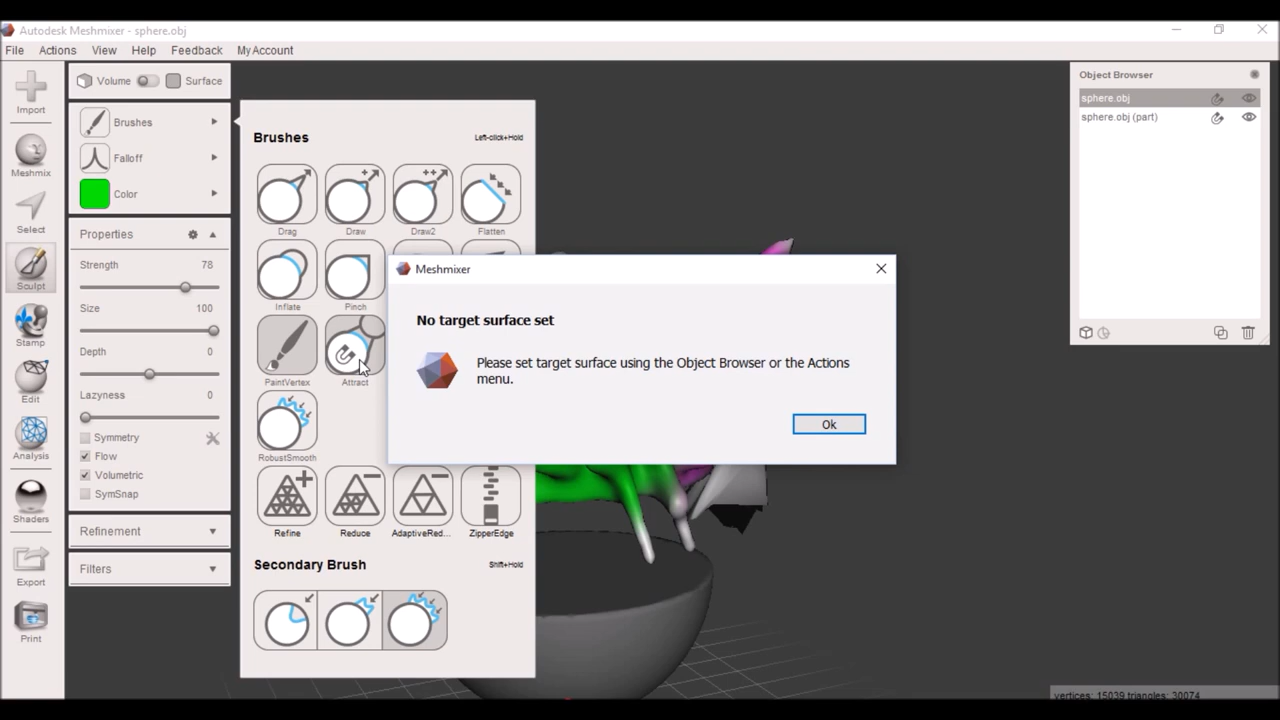 Autodesk Meshmixer - sphere.obj
File Actions View Help Feedback My Account
Import
Meshmix
Select
Sculpt
Stamp
Edit
Analysis
Shaders
Export
Print
Volume Surface
Brushes
Falloff
Color
Properties
Strength 78
Size 100
Depth 0
Lazyness 0
Symmetry
Flow
Volumetric
SymSnap
Refinement
Filters
Brushes Left-click+Hold
Drag Draw Draw2 Flatten
Inflate Pinch
PaintVertex Attract
RobustSmooth
Refine Reduce AdaptiveRed... ZipperEdge
Secondary Brush Shift+Hold
Meshmixer
No target surface set
Please set target surface using the Object Browser or the Actions
menu.
Ok
Object Browser
sphere.obj
sphere.obj (part)
vertices: 15039 triangles: 30074